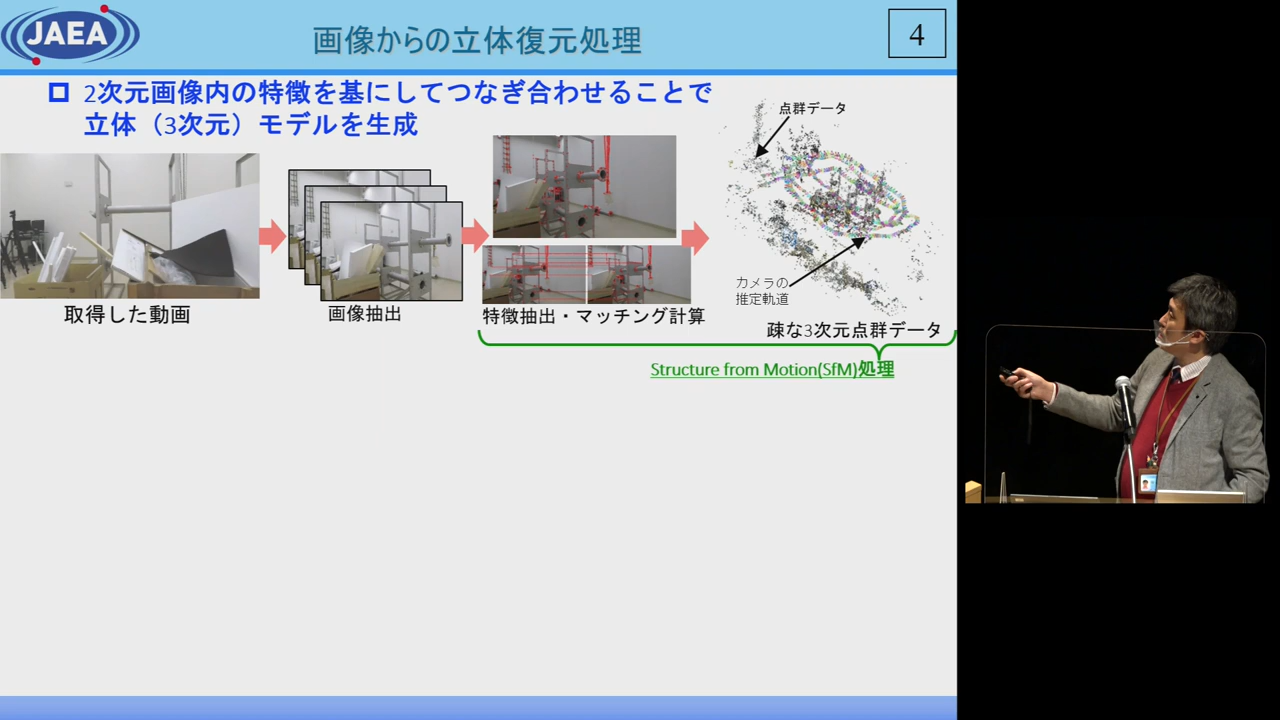 JAEA
画像からの立体復元処理
4
2次元画像内の特徴を基にしてつなぎ合わせることで
立体（3次元）モデルを生成
点群データ
カメラの
推定軌道
取得した動画
画像抽出
特徴抽出・マッチング計算
疎な3次元点群データ
Structure from Motion(SfM)処理